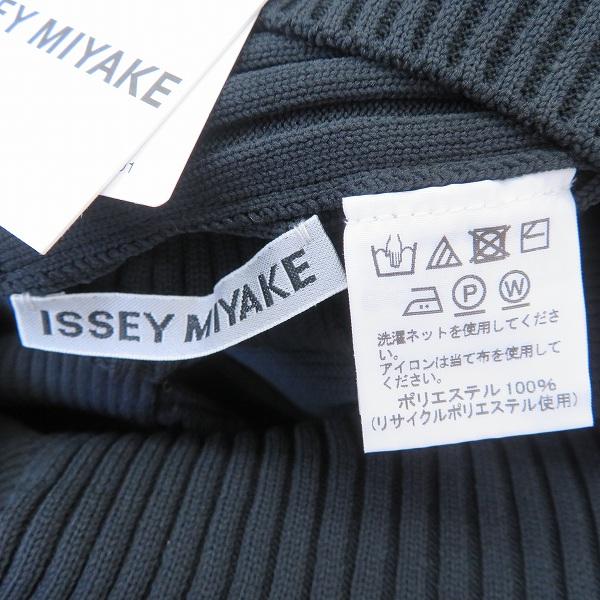 EY MIYAKE
01
ISSEY MIYAKE
P W
洗濯ネットを使用してくださ
い。
アイロンは当て布を使用して
ください。
ポリエステル 100%
(リサイクルポリエステル使用)